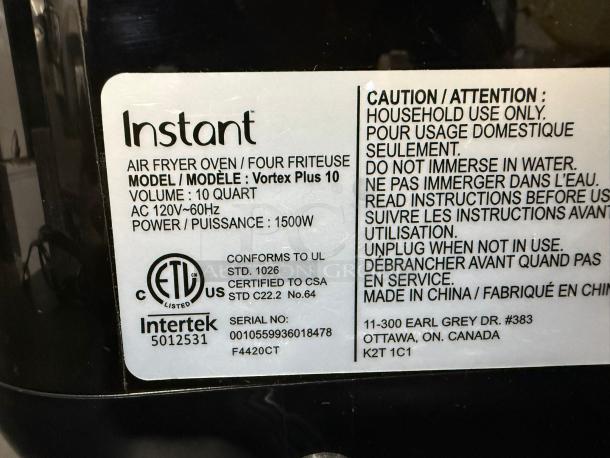 Instant™
AIR FRYER OVEN / FOUR FRITEUSE
MODEL / MODÈLE : Vortex Plus 10
VOLUME : 10 QUART
AC 120V~60Hz
POWER / PUISSANCE : 1500W
C ETL US
LISTED
Intertek
5012531
CONFORMS TO UL
STD. 1026
CERTIFIED TO CSA
STD C22.2 No.64
SERIAL NO:
0010559936018478
F4420CT
CAUTION / ATTENTION :
HOUSEHOLD USE ONLY.
POUR USAGE DOMESTIQUE
SEULEMENT.
DO NOT IMMERSE IN WATER.
NE PAS IMMERGER DANS L'EAU.
READ INSTRUCTIONS BEFORE US
SUIVRE LES INSTRUCTIONS AVANT
UTILISATION.
UNPLUG WHEN NOT IN USE.
DÉBRANCHER AVANT QUAND PAS
EN SERVICE.
MADE IN CHINA / FABRIQUÉ EN CHIN
11-300 EARL GREY DR. #383
OTTAWA, ON. CANADA
K2T 1C1